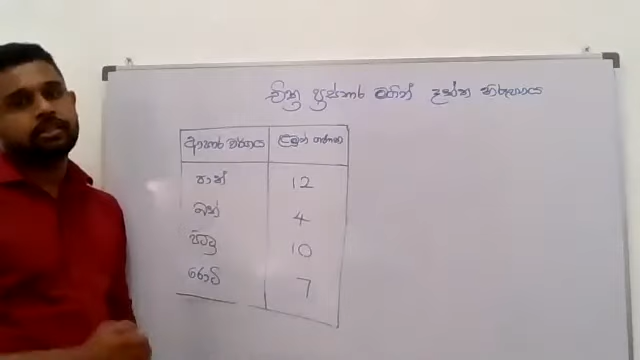 චිත්‍ර ප්‍රස්තාර මගින් දත්ත නිරූපණය
ආහාර වර්ගය ළමුන් ගණන
පාන් 12
බත් 4
පිට්ටු 10
රොටි 7